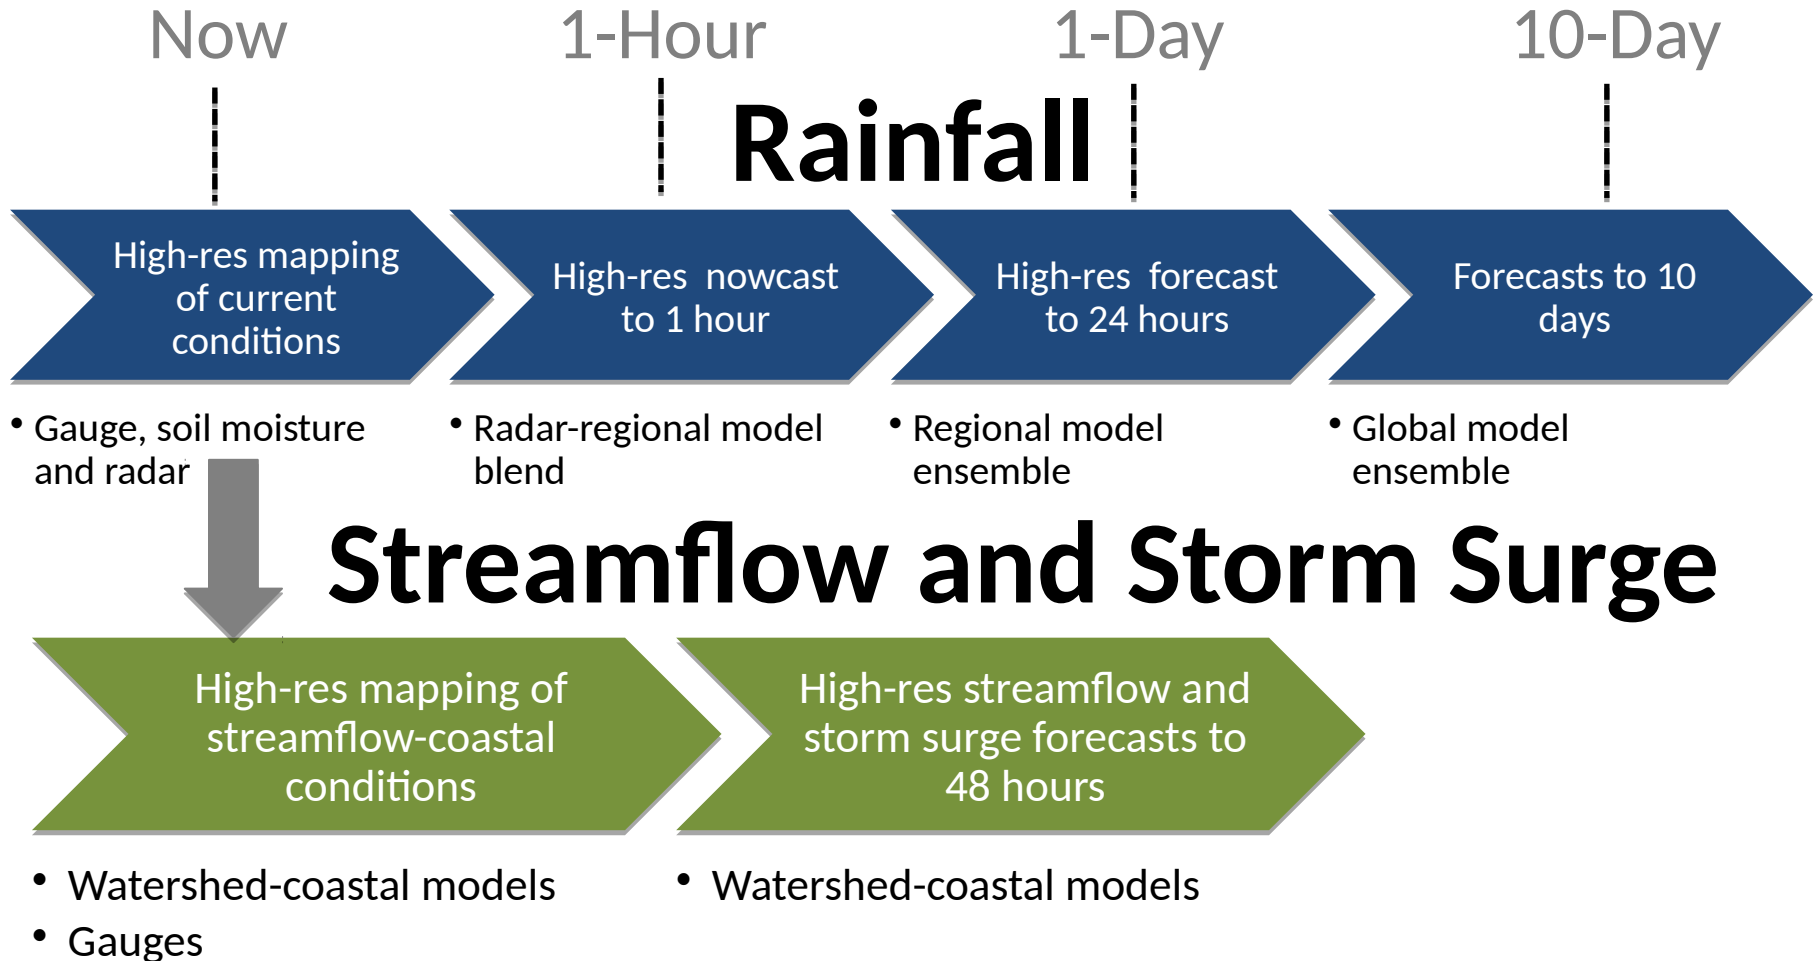 Now
1-Hour
1-Day
10-Day
Rainfall
High-res mapping
of current
conditions
High-res  nowcast
to 1 hour
High-res  forecast
to 24 hours
Forecasts to 10
days
• Gauge, soil moisture
and radar
• Radar-regional model
blend
• Regional model
ensemble
• Global model
ensemble
Streamflow and Storm Surge
High-res mapping of
streamflow-coastal
conditions
High-res streamflow and
storm surge forecasts to
48 hours
• Watershed-coastal models
• Gauges
• Watershed-coastal models